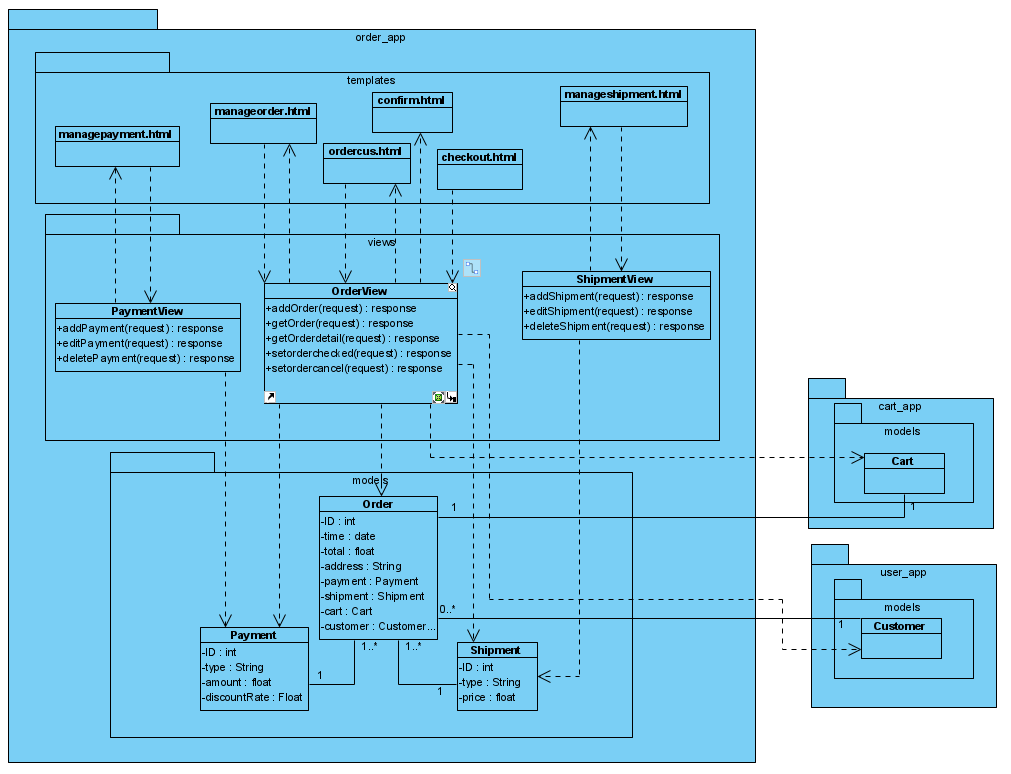 order_app
templates
manageshipment.html
confirm.html
manageorder.html
managepayment.html
ordercus.html
checkout.html
views
ShipmentView
+addShipment(request) : response
+editShipment(request) : response
+deleteShipment(request) : response
OrderView
+addOrder(request) : response
+getOrder(request) : response
+getOrderdetail(request) : response
+setorderchecked(request) : response
+setordercancel(request) : response
PaymentView
+addPayment(request) : response
+editPayment(request) : response
+deletePayment(request) : response
cart_app
models
Cart
1
models
Order
-ID : int
-time : date
-total : float
-address : String
-payment : Payment
-shipment : Shipment
-cart : Cart
-customer : Customer...
1
0..*
1..*
1..*
user_app
models
Customer
1
Payment
-ID : int
-type : String
-amount : float
-discountRate : Float
1
Shipment
-ID : int
-type : String
-price : float
1